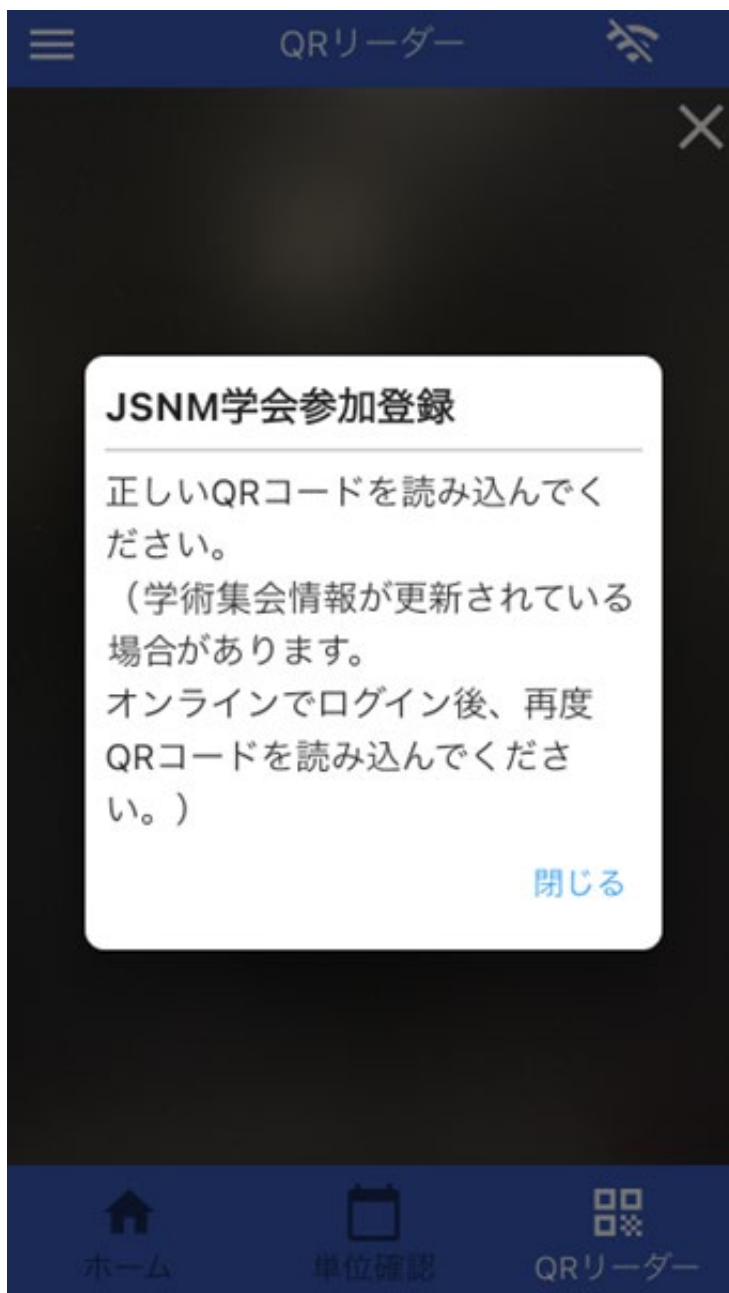 QRリーダー
JSNM学会参加登録
正しいQRコードを読み込んでく
ださい。
（学術集会情報が更新されている
場合があります。
オンラインでログイン後、再度
QRコードを読み込んでくださ
い。）
閉じる
ホーム
単位確認
QRリーダー